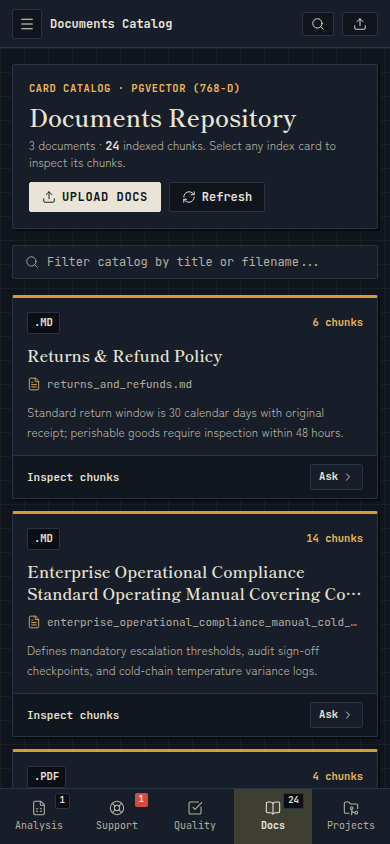 Documents Catalog
CARD CATALOG · PGVECTOR (768-D)
Documents Repository
3 documents · 24 indexed chunks. Select any index card to
inspect its chunks.
UPLOAD DOCS
Refresh
Filter catalog by title or filename...
.MD
6 chunks
Returns & Refund Policy
returns_and_refunds.md
Standard return window is 30 calendar days with original
receipt; perishable goods require inspection within 48 hours.
Inspect chunks
Ask
.MD
14 chunks
Enterprise Operational Compliance
Standard Operating Manual Covering Co…
enterprise_operational_compliance_manual_cold_…
Defines mandatory escalation thresholds, audit sign-off
checkpoints, and cold-chain temperature variance logs.
Inspect chunks
Ask
.PDF
4 chunks
1
Analysis
1
Support
Quality
24
Docs
Projects